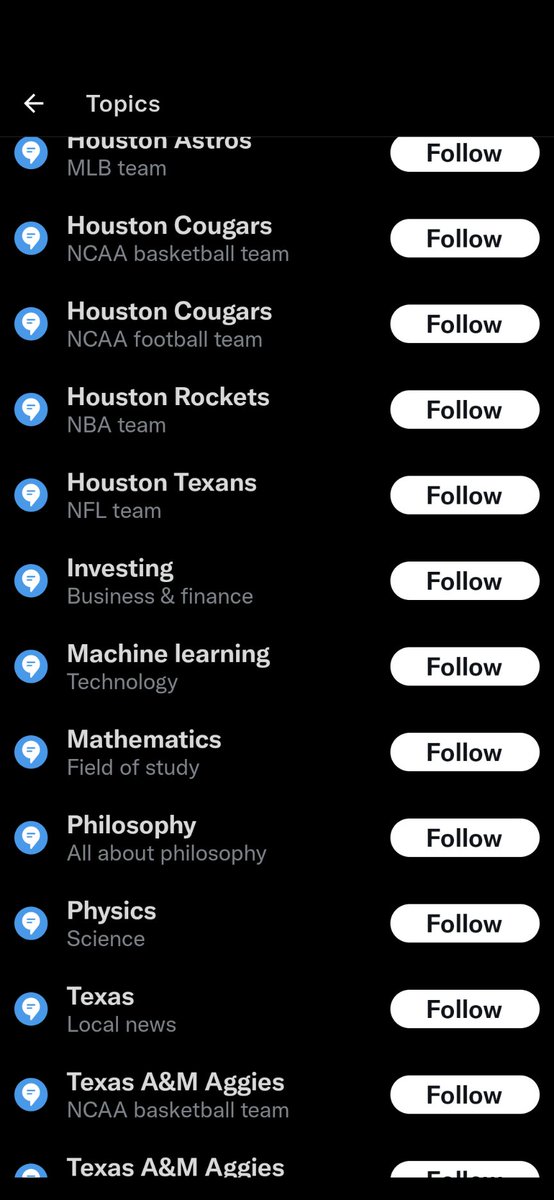 Topics
Houston Astros
MLB team
Follow
Houston Cougars
NCAA basketball team
Follow
Houston Cougars
NCAA football team
Follow
Houston Rockets
NBA team
Follow
Houston Texans
NFL team
Follow
Investing
Business & finance
Follow
Machine learning
Technology
Follow
Mathematics
Field of study
Follow
Philosophy
All about philosophy
Follow
Physics
Science
Follow
Texas
Local news
Follow
Texas A&M Aggies
NCAA basketball team
Follow
Texas A&M Aggies
Follow